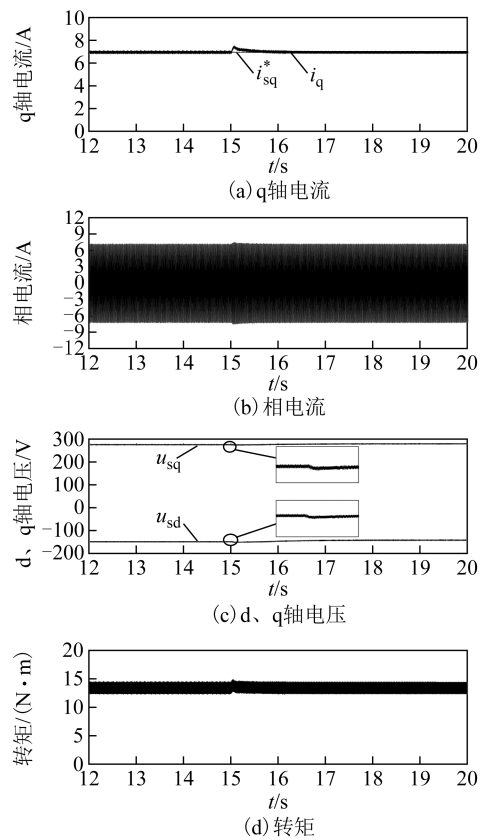 10
8
6
4
2
0
q轴电流/A
i*sq
iq
12 13 14 15 16 17 18 19 20
t/s
(a)q轴电流
12
9
6
3
0
−3
−6
−9
−12
相电流/A
12 13 14 15 16 17 18 19 20
t/s
(b)相电流
300
200
100
0
−100
−200
d、q轴电压/V
usq
usd
12 13 14 15 16 17 18 19 20
t/s
(c)d、q轴电压
20
15
10
5
0
转矩/(N·m)
12 13 14 15 16 17 18 19 20
t/s
(d)转矩